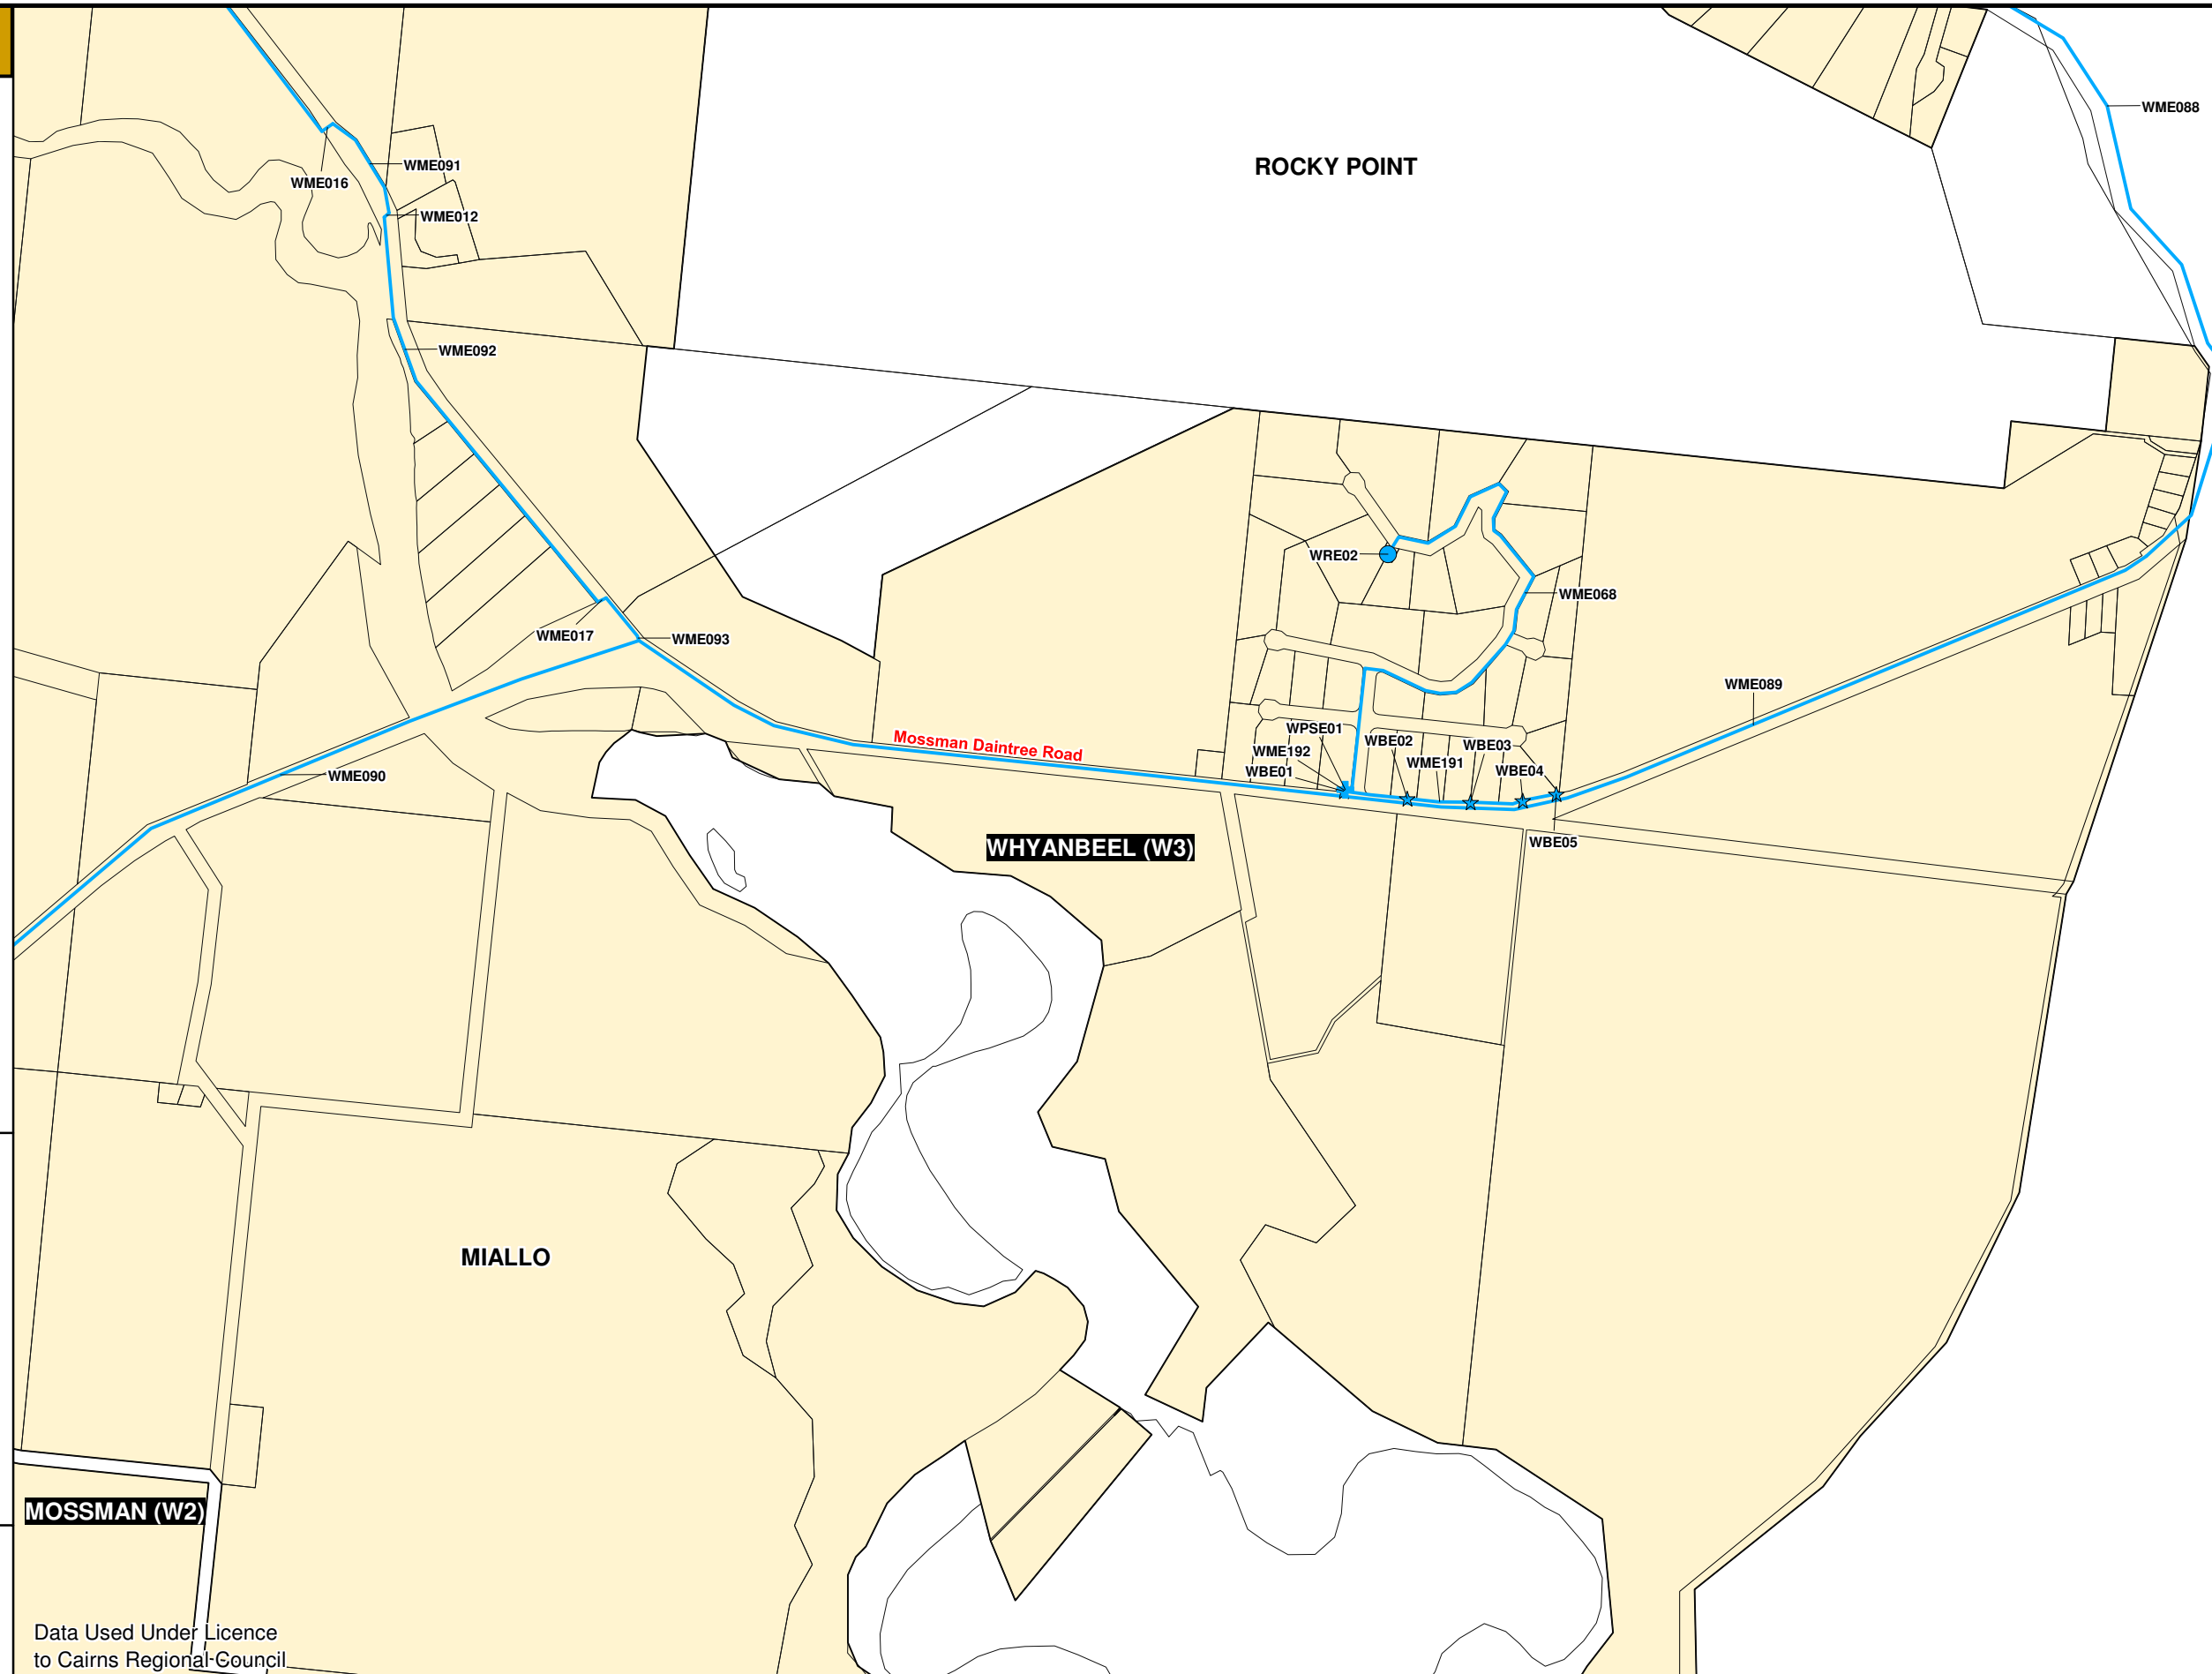 WME088
ROCKY POINT
WME091
WME016
WME012
WME092
WRE02
WME068
WME017
WME093
WME089
WPSE01
Mossman Daintree Road
WBE02
WBE03
WME192
WME191
WBE01
WBE04
WME090
WBE05
WHYANBEEL (W3)
MIALLO
MOSSMAN (W2)
Data Used Under Licence
to Cairns Regional Council